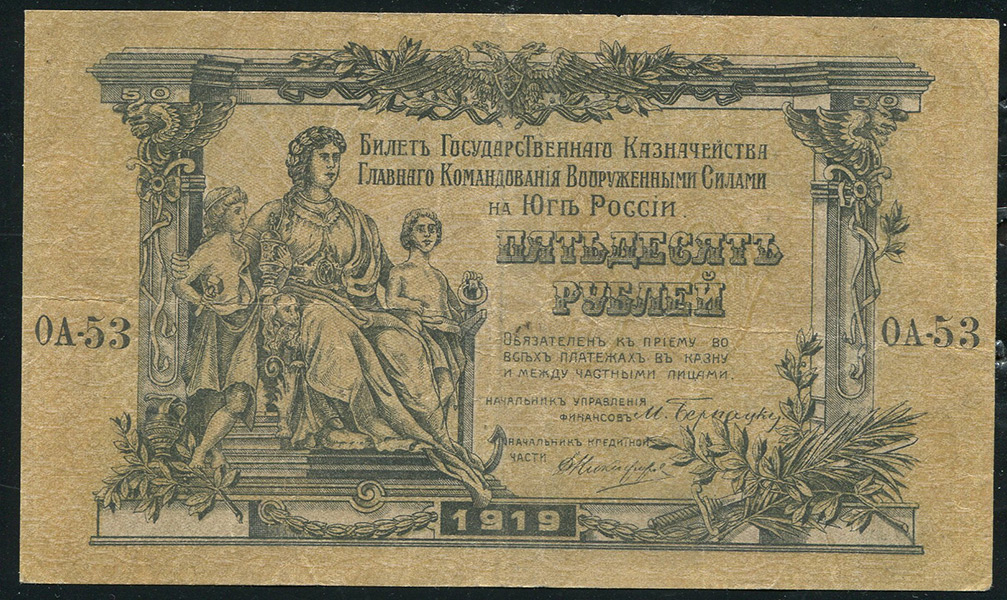 50
50
Билетъ Государственнаго Казначейства
Главнаго Командованія Вооруженными Силами
на Югѣ Россіи.
ПЯТЬДЕСЯТЪ
РУБЛЕЙ
ОА-53
ОА-53
Обязателенъ къ пріему во
всѣхъ платежахъ въ казну
и между частными лицами.
Начальникъ управленія
финансовъ
Начальникъ кредитной
части
1919